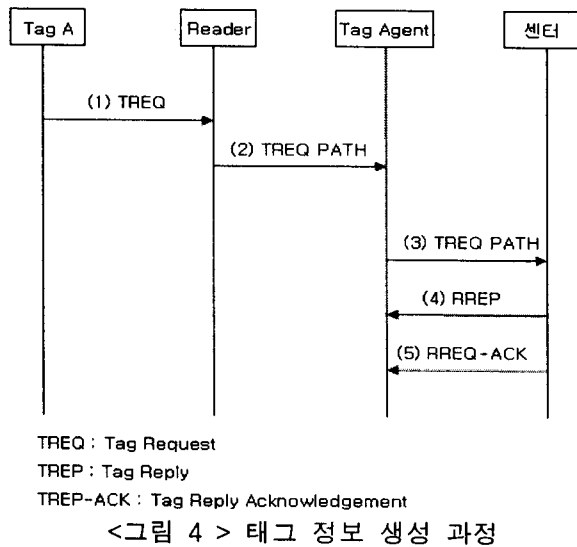 Tag A Reader Tag Agent 센터
(1) TREQ
(2) TREQ PATH
(3) TREQ PATH
(4) RREP
(5) RREQ-ACK
TREQ : Tag Request
TREP : Tag Reply
TREP-ACK : Tag Reply Acknowledgement
<그림 4 > 태그 정보 생성 과정